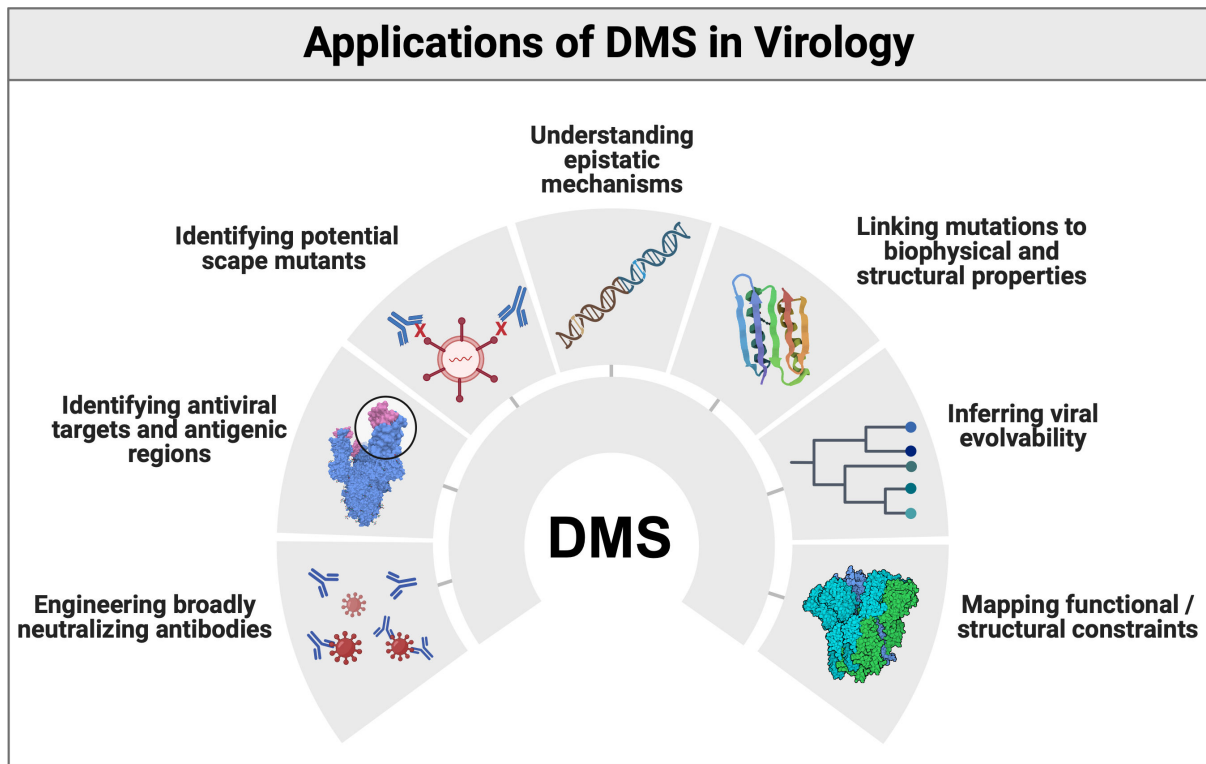 Applications of DMS in Virology
Understanding
epistatic
mechanisms
Identifying potential
scape mutants
Linking mutations to
biophysical and
structural properties
Identifying antiviral
targets and antigenic
regions
Inferring viral
evolvability
X
X
DMS
Engineering broadly
neutralizing antibodies
Mapping functional /
structural constraints